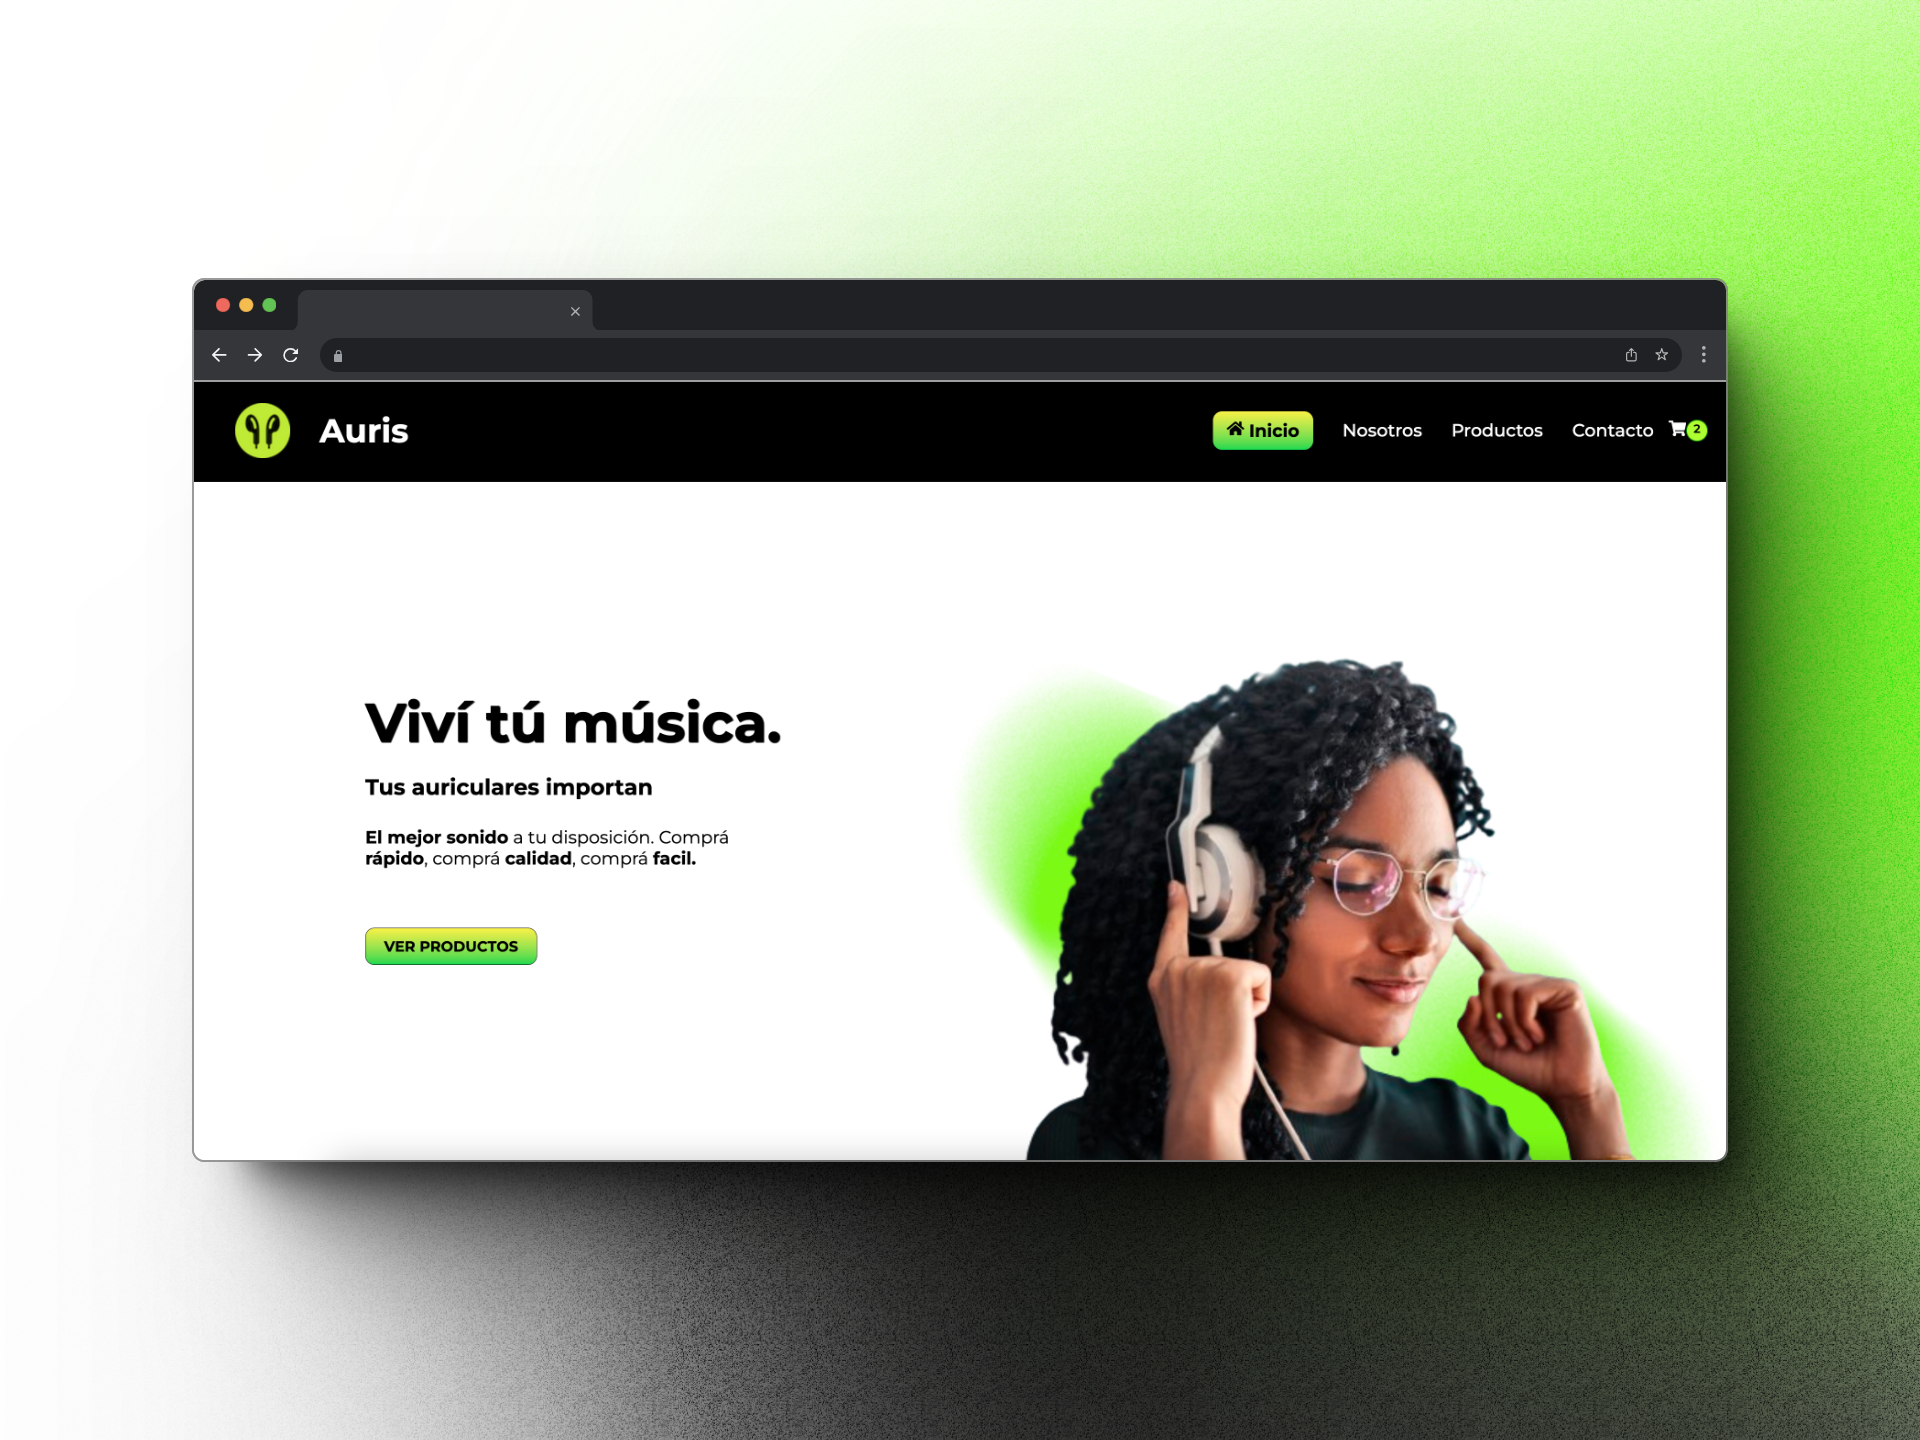 Auris
Inicio Nosotros Productos Contacto 2
Viví tú música.
Tus auriculares importan
El mejor sonido a tu disposición. Comprá
rápido, comprá calidad, comprá facil.
VER PRODUCTOS